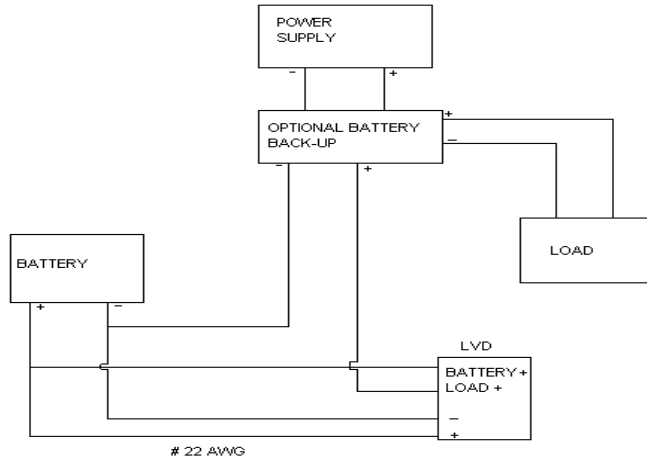 POWER
SUPPLY
- +
OPTIONAL BATTERY
BACK-UP
+
-
- +
BATTERY
+ -
LOAD
LVD
BATTERY +
LOAD +
-
+
# 22 AWG